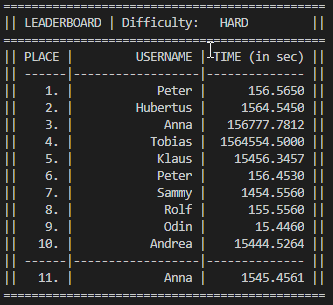 ===============================================
|| LEADERBOARD | Difficulty:   HARD          ||
===============================================
|| PLACE |         USERNAME | TIME (in sec) ||
|| ------|------------------|-------------- ||
||    1. |            Peter |      156.5650 ||
||    2. |         Hubertus |     1564.5450 ||
||    3. |             Anna |   156777.7812 ||
||    4. |           Tobias |  1564554.5000 ||
||    5. |            Klaus |    15456.3457 ||
||    6. |            Peter |      156.4530 ||
||    7. |            Sammy |     1454.5560 ||
||    8. |             Rolf |      155.5560 ||
||    9. |             Odin |       15.4460 ||
||   10. |           Andrea |    15444.5264 ||
|| ------|------------------|-------------- ||
||   11. |             Anna |     1545.4561 ||
===============================================